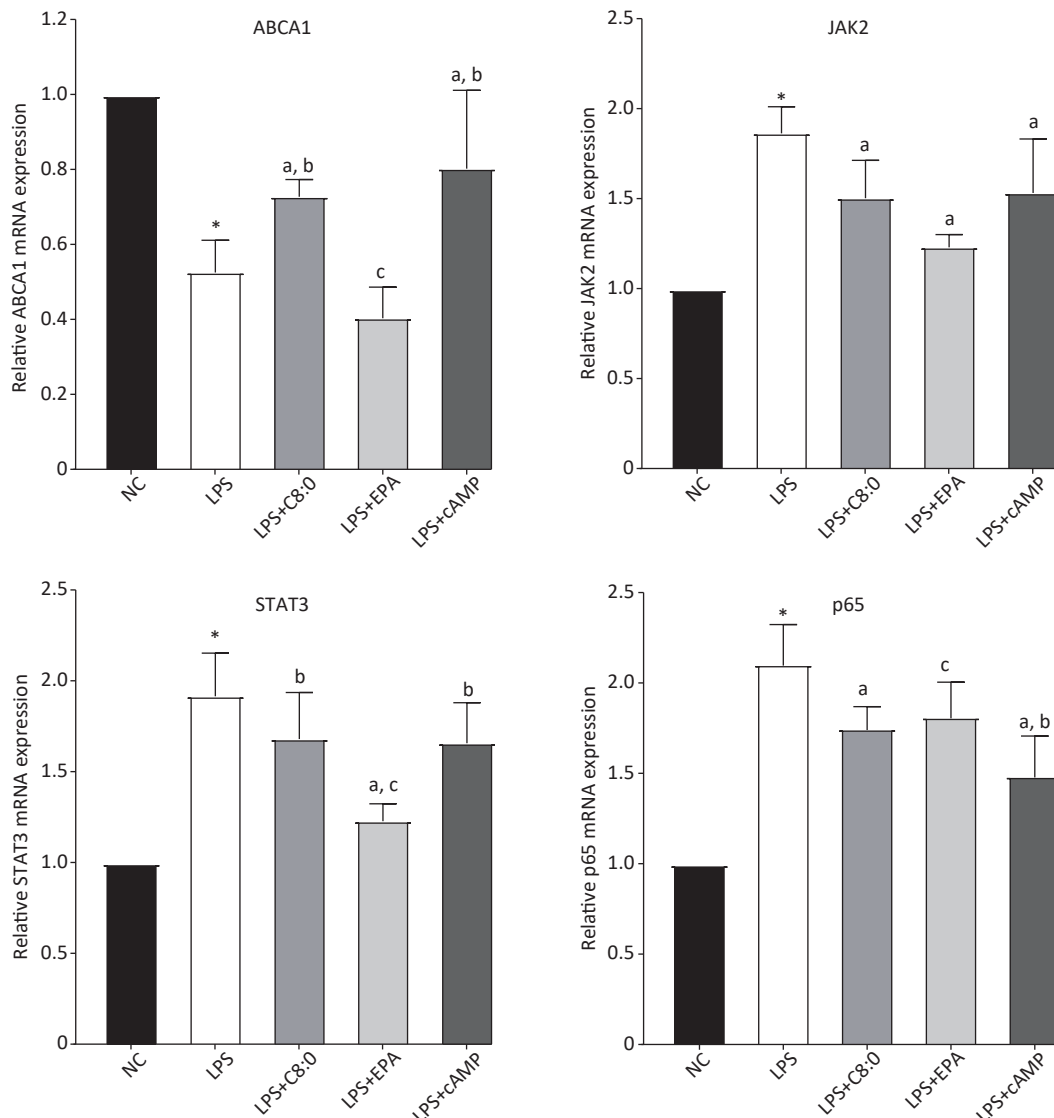 ABCA1
Relative ABCA1 mRNA expression
1.2
1.0
0.8
0.6
0.4
0.2
0
*
a, b
c
a, b
NC
LPS
LPS+C8:0
LPS+EPA
LPS+cAMP
JAK2
Relative JAK2 mRNA expression
2.5
2.0
1.5
1.0
0.5
0
*
a
a
a
NC
LPS
LPS+C8:0
LPS+EPA
LPS+cAMP
STAT3
Relative STAT3 mRNA expression
2.5
2.0
1.5
1.0
0.5
0
*
b
a, c
b
NC
LPS
LPS+C8:0
LPS+EPA
LPS+cAMP
p65
Relative p65 mRNA expression
2.5
2.0
1.5
1.0
0.5
0
*
a
c
a, b
NC
LPS
LPS+C8:0
LPS+EPA
LPS+cAMP